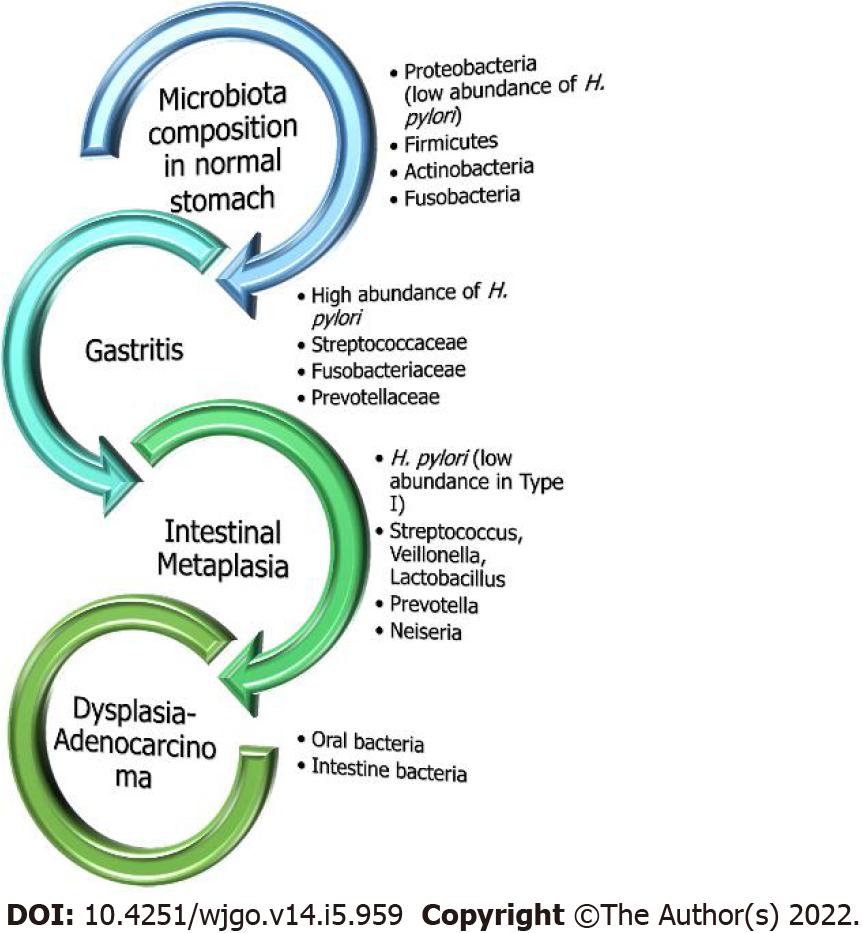 Microbiota
composition
in normal
stomach
• Proteobacteria
(low abundance of H.
pylori)
• Firmicutes
• Actinobacteria
• Fusobacteria
Gastritis
• High abundance of H.
pylori
• Streptococcaceae
• Fusobacteriaceae
• Prevotellaceae
Intestinal
Metaplasia
• H. pylori (low
abundance in Type
I)
• Streptococcus,
Veillonella,
Lactobacillus
• Prevotella
• Neiseria
Dysplasia-
Adenocarcino
ma
• Oral bacteria
• Intestine bacteria
DOI: 10.4251/wjgo.v14.i5.959 Copyright ©The Author(s) 2022.